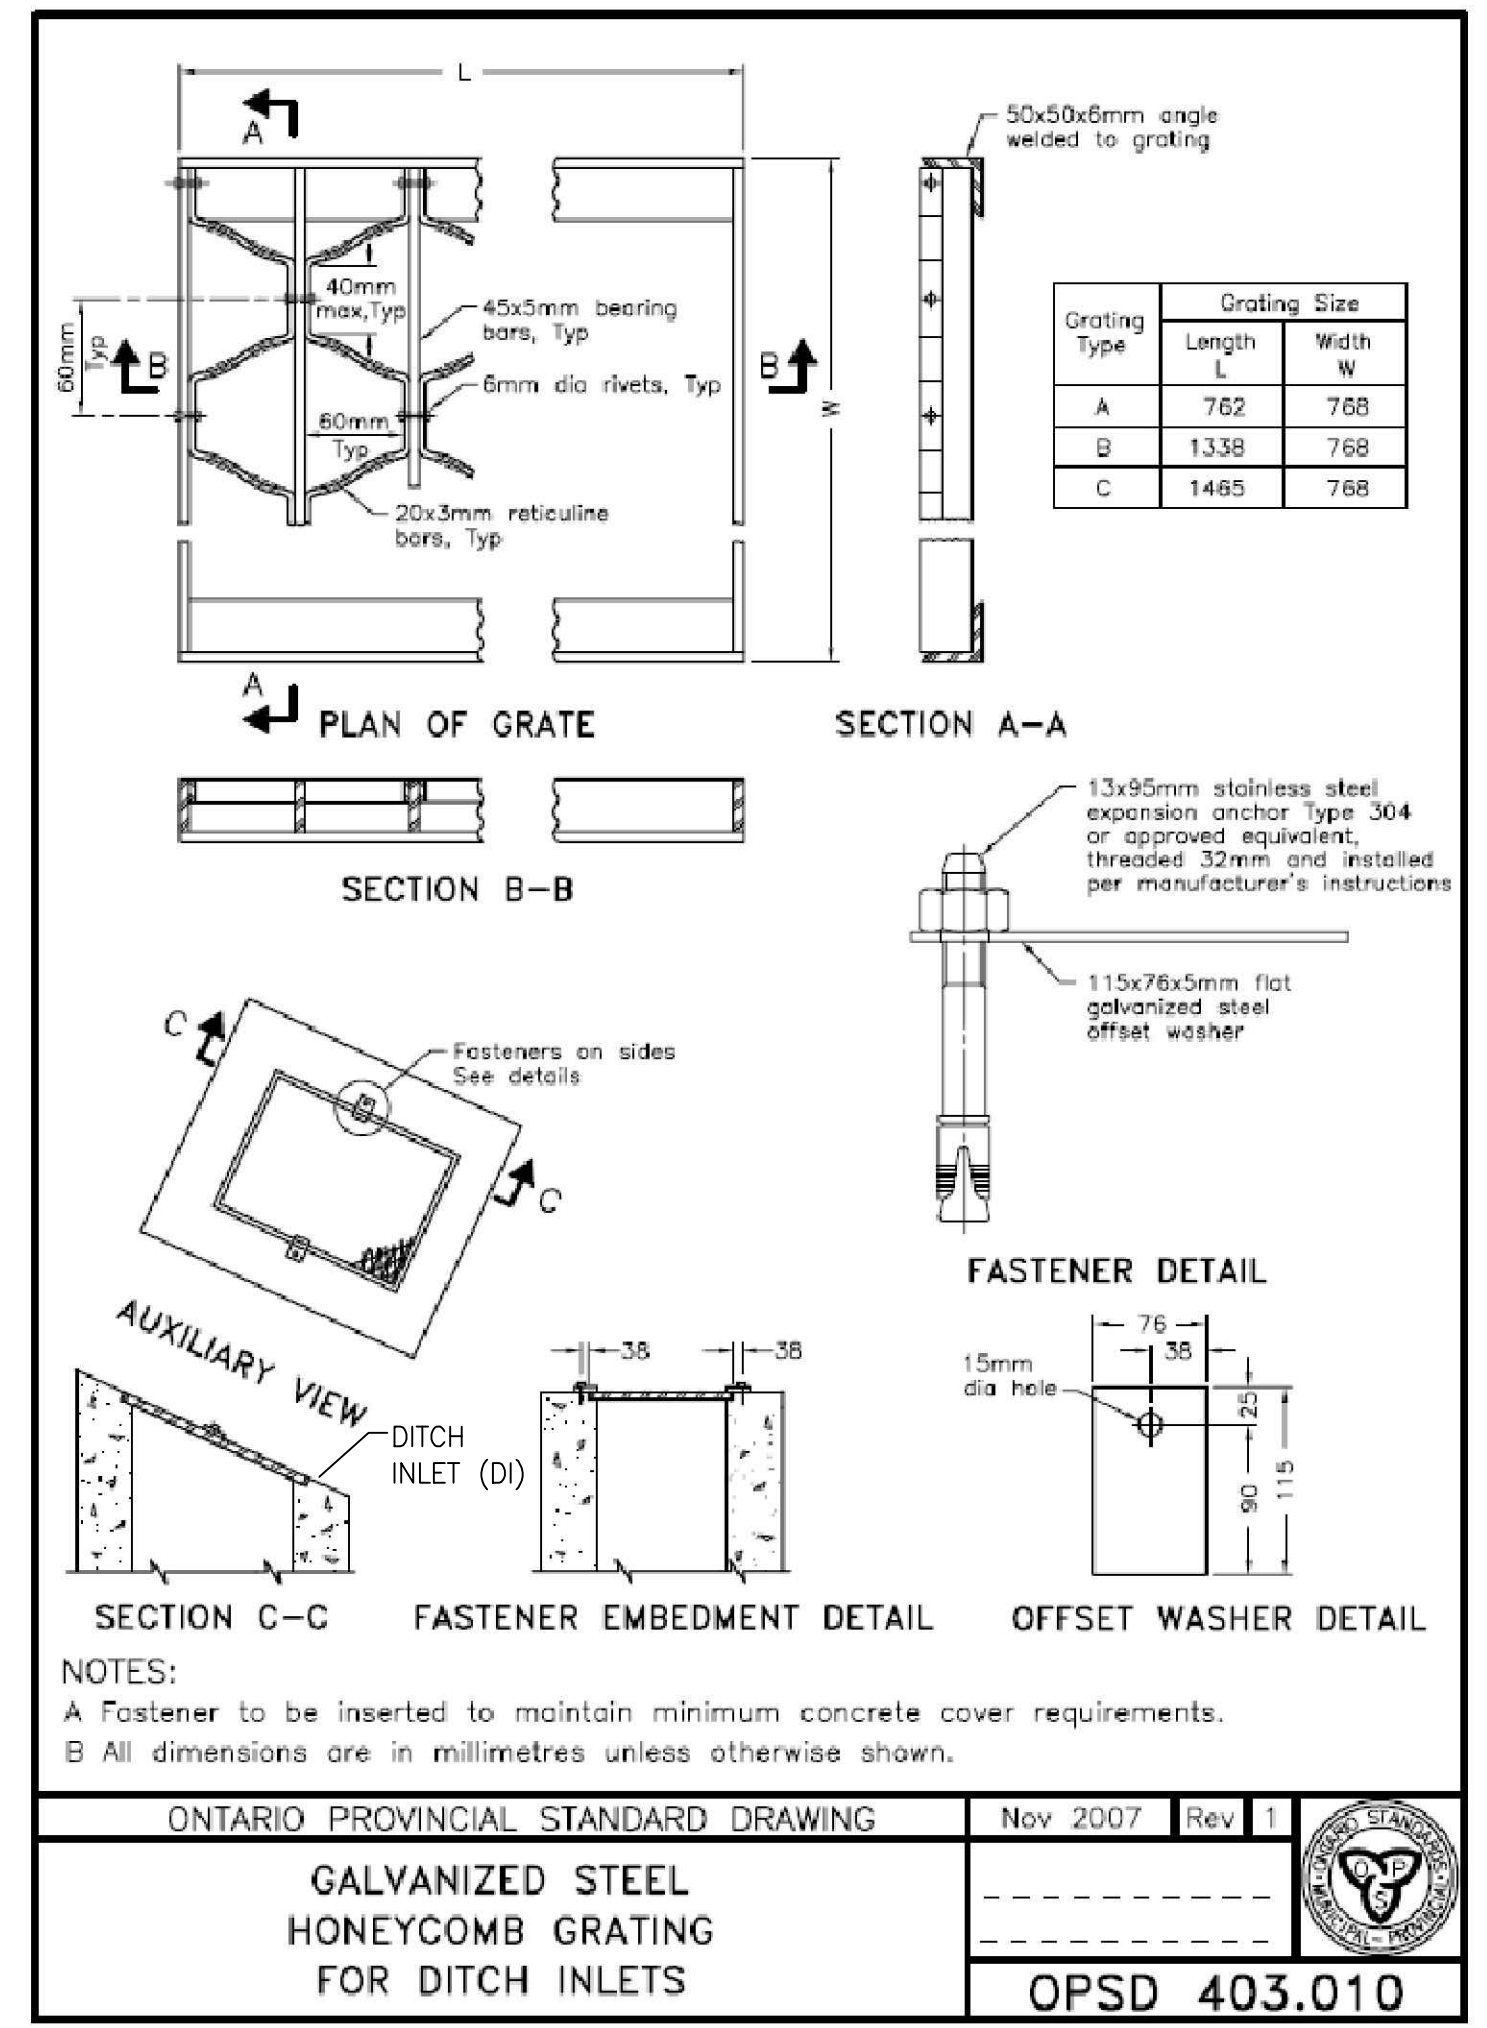 L
A
50x50x6mm angle
welded to grating
40mm
max,Typ
45x5mm bearing
bars, Typ
60mm
Typ
B
B
6mm dia rivets, Typ
W
60mm
Typ
20x3mm reticuline
bars, Typ
Grating Type
Grating Size
Length L
Width W
A 762 768
B 1338 768
C 1465 768
A
PLAN OF GRATE
SECTION A-A
SECTION B-B
13x95mm stainless steel
expansion anchor Type 304
or approved equivalent,
threaded 32mm and installed
per manufacturer's instructions
115x76x5mm flat
galvanized steel
offset washer
C
Fasteners on sides
See details
C
AUXILIARY VIEW
FASTENER DETAIL
DITCH
INLET (DI)
SECTION C-C
38
38
FASTENER EMBEDMENT DETAIL
76
38
15mm
dia hole
25
90
115
OFFSET WASHER DETAIL
NOTES:
A Fastener to be inserted to maintain minimum concrete cover requirements.
B All dimensions are in millimetres unless otherwise shown.
ONTARIO PROVINCIAL STANDARD DRAWING
Nov 2007
Rev
1
GALVANIZED STEEL
HONEYCOMB GRATING
FOR DITCH INLETS
ONTARIO STANDARDS
MUNICIPAL - PROVINCIAL
O P
S
OPSD 403.010